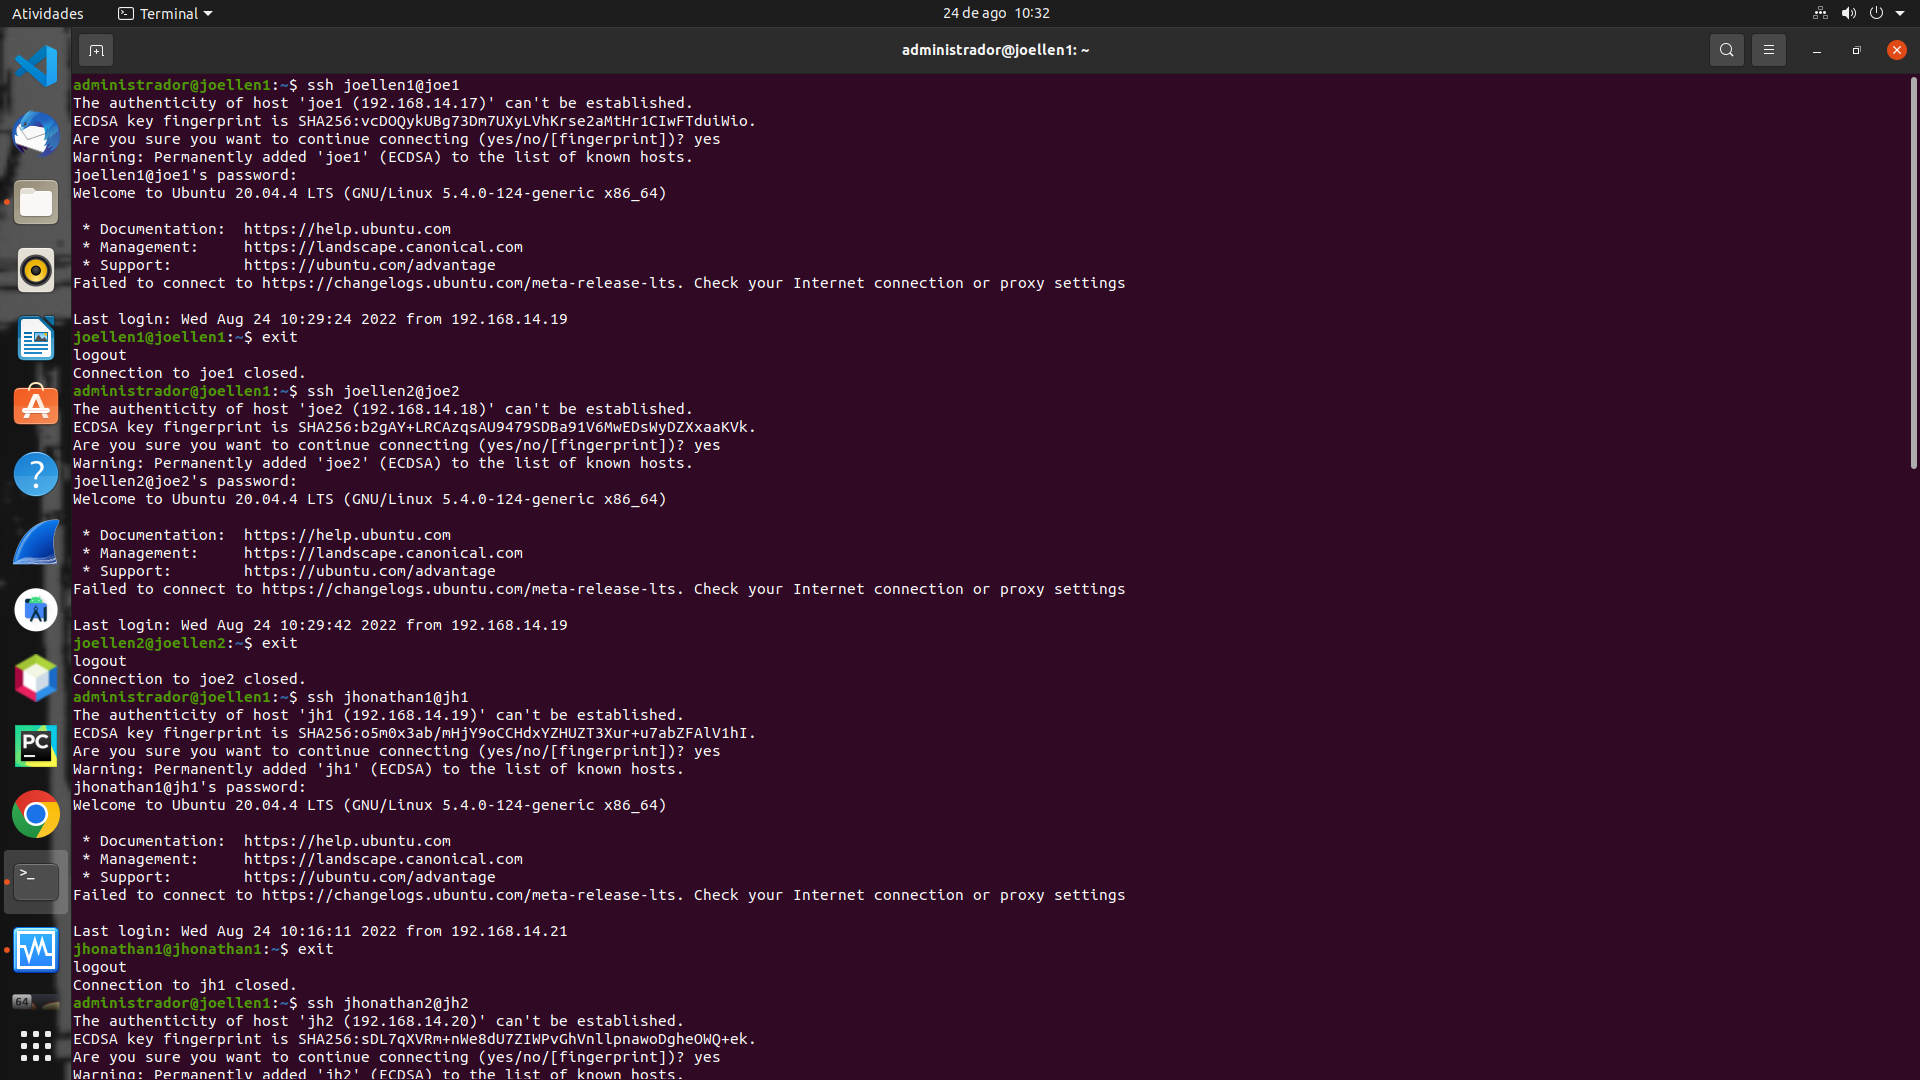 Atividades
Terminal
24 de ago 10:32
administrador@joellen1: ~
administrador@joellen1:~$ ssh joellen1@joe1
The authenticity of host 'joe1 (192.168.14.17)' can't be established.
ECDSA key fingerprint is SHA256:vcDOQykUBg73Dm7UXyLVhKrse2aMtHr1CIwFTduiWio.
Are you sure you want to continue connecting (yes/no/[fingerprint])? yes
Warning: Permanently added 'joe1' (ECDSA) to the list of known hosts.
joellen1@joe1's password:
Welcome to Ubuntu 20.04.4 LTS (GNU/Linux 5.4.0-124-generic x86_64)
* Documentation:  https://help.ubuntu.com
* Management:     https://landscape.canonical.com
* Support:        https://ubuntu.com/advantage
Failed to connect to https://changelogs.ubuntu.com/meta-release-lts. Check your Internet connection or proxy settings
Last login: Wed Aug 24 10:29:24 2022 from 192.168.14.19
joellen1@joellen1:~$ exit
logout
Connection to joe1 closed.
administrador@joellen1:~$ ssh joellen2@joe2
The authenticity of host 'joe2 (192.168.14.18)' can't be established.
ECDSA key fingerprint is SHA256:b2gAY+LRCAzqsAU9479SDBa91V6MwEDsWyDZXxaaKVk.
Are you sure you want to continue connecting (yes/no/[fingerprint])? yes
Warning: Permanently added 'joe2' (ECDSA) to the list of known hosts.
joellen2@joe2's password:
Welcome to Ubuntu 20.04.4 LTS (GNU/Linux 5.4.0-124-generic x86_64)
* Documentation:  https://help.ubuntu.com
* Management:     https://landscape.canonical.com
* Support:        https://ubuntu.com/advantage
Failed to connect to https://changelogs.ubuntu.com/meta-release-lts. Check your Internet connection or proxy settings
Last login: Wed Aug 24 10:29:42 2022 from 192.168.14.19
joellen2@joellen2:~$ exit
logout
Connection to joe2 closed.
administrador@joellen1:~$ ssh jhonathan1@jh1
The authenticity of host 'jh1 (192.168.14.19)' can't be established.
ECDSA key fingerprint is SHA256:o5m0x3ab/mHjY9oCCHdxYZHUZT3Xur+u7abZFAlV1hI.
Are you sure you want to continue connecting (yes/no/[fingerprint])? yes
Warning: Permanently added 'jh1' (ECDSA) to the list of known hosts.
jhonathan1@jh1's password:
Welcome to Ubuntu 20.04.4 LTS (GNU/Linux 5.4.0-124-generic x86_64)
* Documentation:  https://help.ubuntu.com
* Management:     https://landscape.canonical.com
* Support:        https://ubuntu.com/advantage
Failed to connect to https://changelogs.ubuntu.com/meta-release-lts. Check your Internet connection or proxy settings
Last login: Wed Aug 24 10:16:11 2022 from 192.168.14.21
jhonathan1@jhonathan1:~$ exit
logout
Connection to jh1 closed.
administrador@joellen1:~$ ssh jhonathan2@jh2
The authenticity of host 'jh2 (192.168.14.20)' can't be established.
ECDSA key fingerprint is SHA256:sDL7qXVRm+nWe8dU7ZIWPvGhVnllpnawoDgheOWQ+ek.
Are you sure you want to continue connecting (yes/no/[fingerprint])? yes
Warning: Permanently added 'jh2' (ECDSA) to the list of known hosts.
PC
64